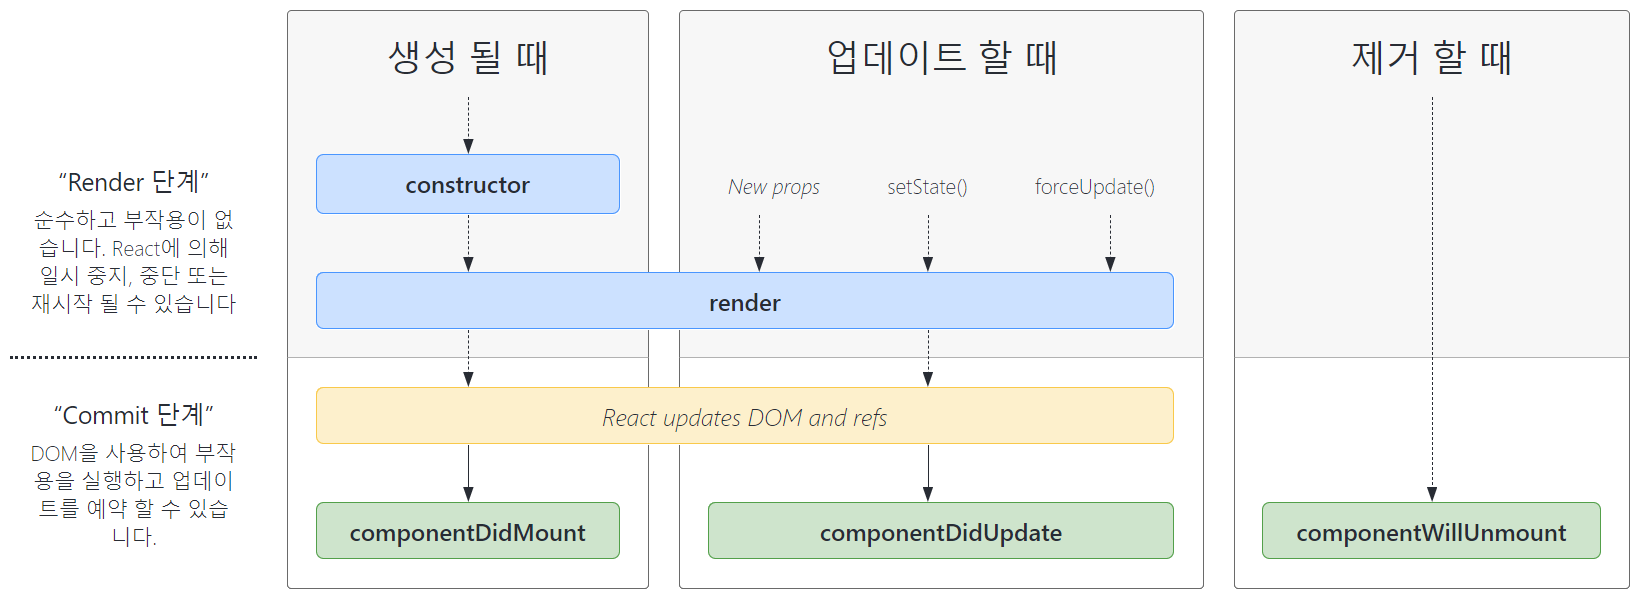 생성 될 때
업데이트 할 때
제거 할 때
“Render 단계”
순수하고 부작용이 없
습니다. React에 의해
일시 중지, 중단 또는
재시작 될 수 있습니다
constructor
New props
setState()
forceUpdate()
render
“Commit 단계”
DOM을 사용하여 부작
용을 실행하고 업데이
트를 예약 할 수 있습
니다.
React updates DOM and refs
componentDidMount
componentDidUpdate
componentWillUnmount